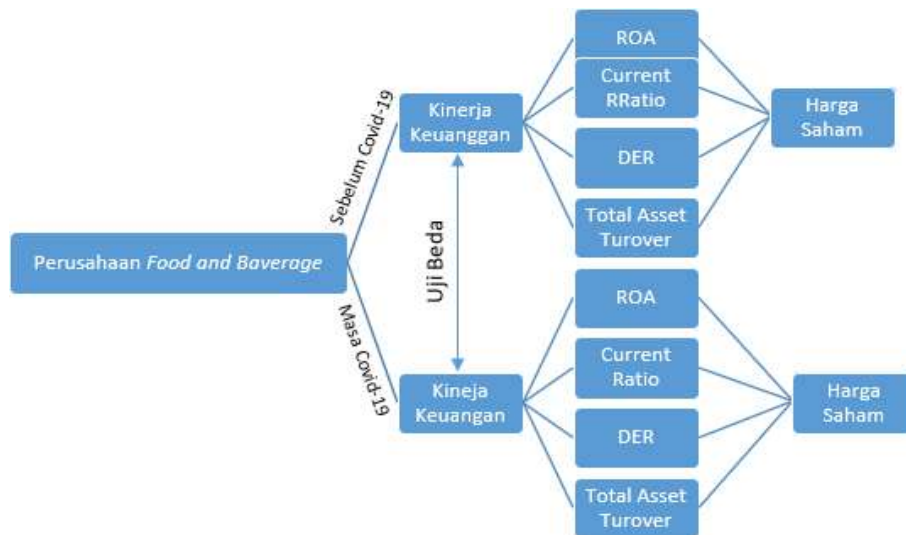 Perusahaan Food and Baverage
Sebelum Covid-19
Masa Covid-19
Kinerja
Keuanggan
Uji Beda
Kineja
Keuangan
ROA
Current
RRatio
DER
Total Asset
Turover
Harga
Saham
ROA
Current
Ratio
DER
Total Asset
Turover
Harga
Saham